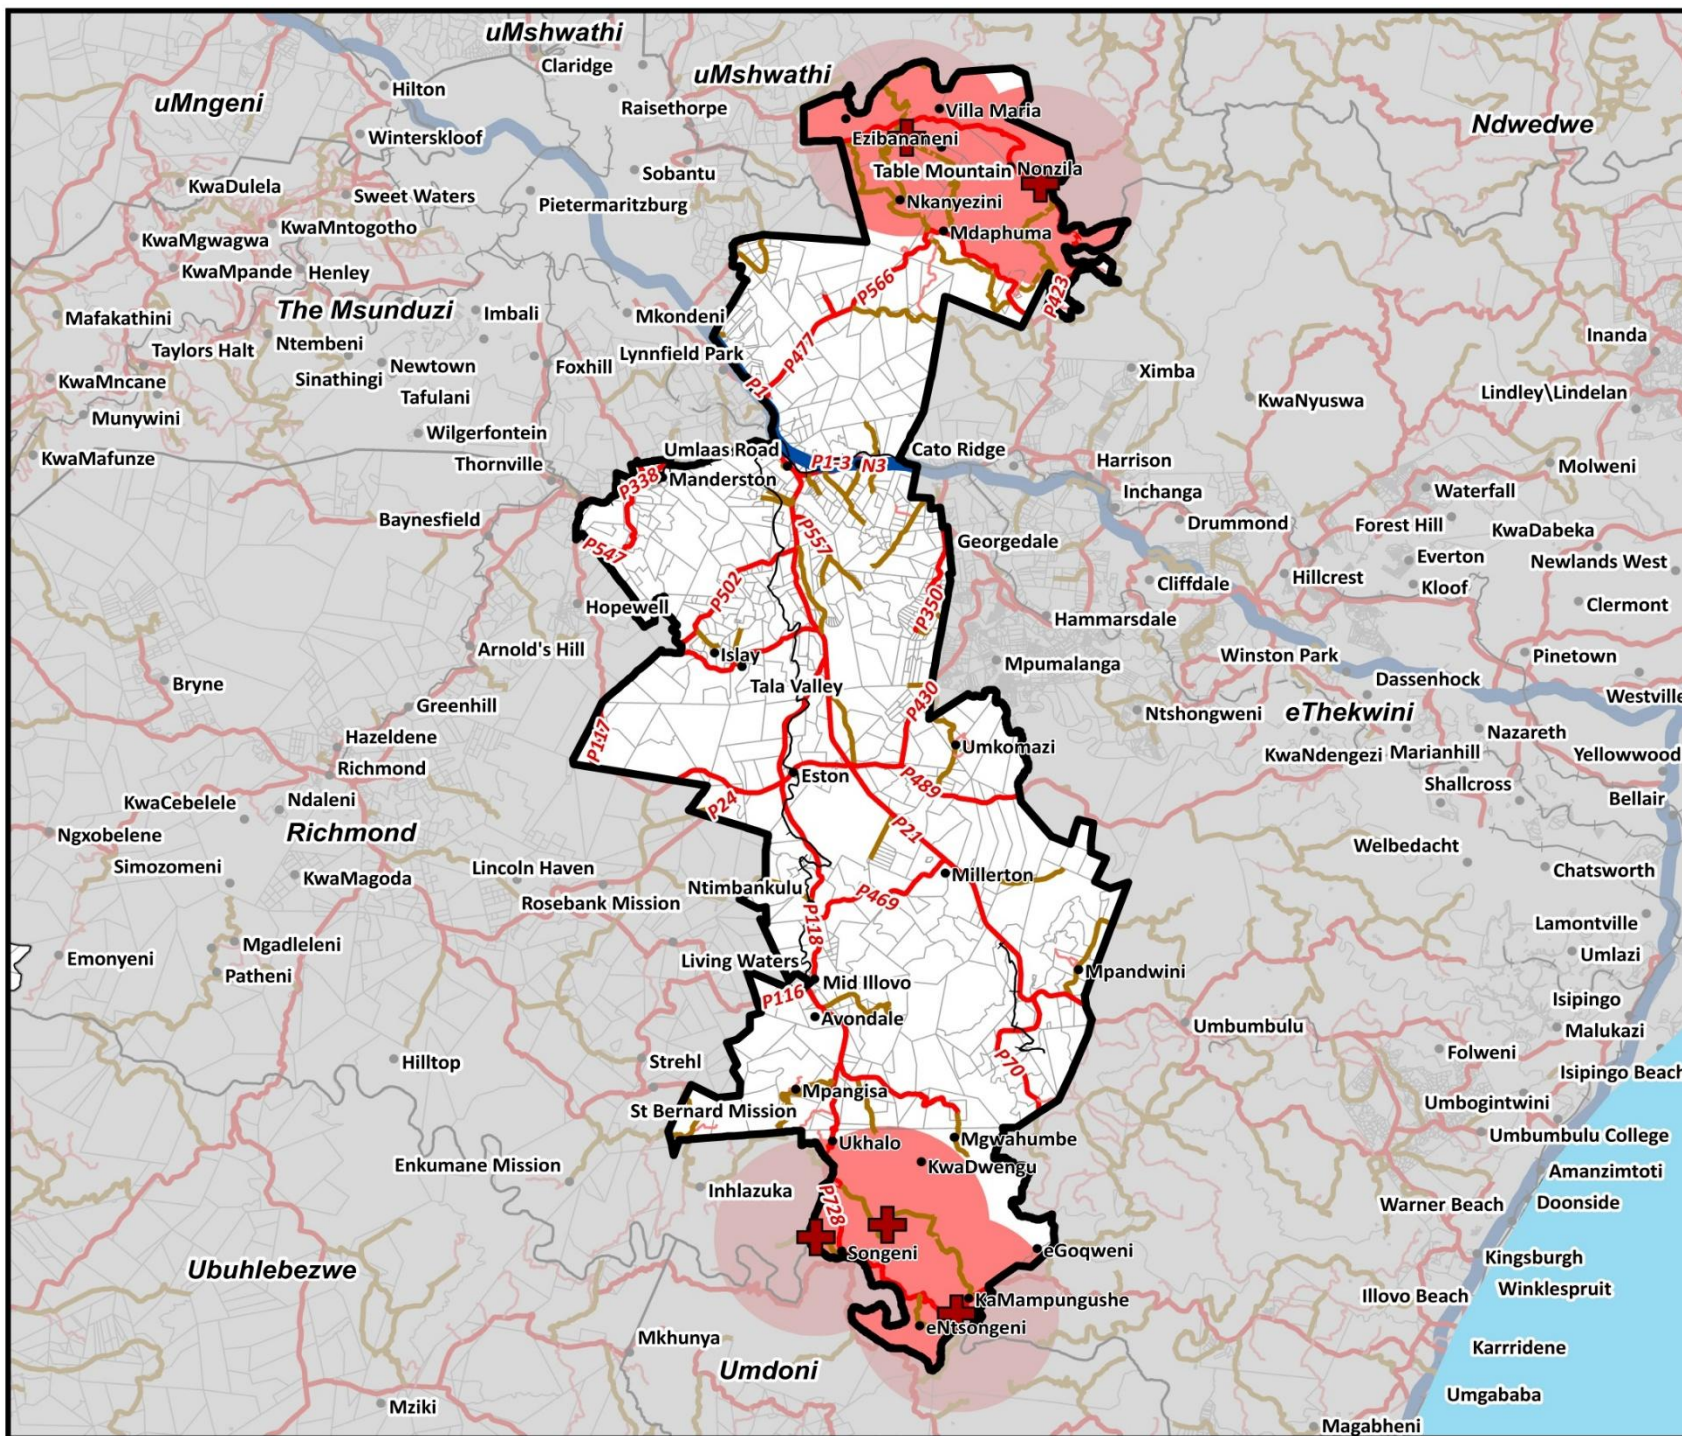 uMshwathi
Claridge
uMshwathi
Hilton
uMngeni
Raisethorpe
Villa Maria
Ndwedwe
Winterskloof
Ezibananeni
Sobantu
Table Mountain
Nonzila
KwaDulela
Sweet Waters
Pietermaritzburg
Nkanyezini
KwaMntogotho
KwaMgwagwa
Mdaphuma
KwaMpande
Henley
P566
P423
The Msunduzi
Imbali
Mkondeni
Mafakathini
Inanda
Ntembeni
Taylors Halt
Lynnfield Park
P477
Newtown
Foxhill
Ximba
KwaMncane
Sinathingi
P1
Lindley\Lindelan
Tafulani
KwaNyuswa
Munywini
Wilgerfontein
Umlaas Road
Cato Ridge
KwaMafunze
Thornville
P1-3
N3
Harrison
Molweni
P338
Manderston
Inchanga
Waterfall
Baynesfield
Drummond
Forest Hill
KwaDabeka
P547
P557
Georgedale
Everton
Newlands West
Cliffdale
Hillcrest
Kloof
P502
P350
Hopewell
Clermont
Hammarsdale
Arnold's Hill
Islay
Mpumalanga
Winston Park
Pinetown
Bryne
Tala Valley
Dassenhock
Westville
Greenhill
P430
Ntshongweni
eThekwini
P117
Hazeldene
Umkomazi
Nazareth
KwaNdengezi
Marianhill
Yellowwood
Richmond
Eston
P489
Shallcross
KwaCebelele
Ndaleni
P24
Bellair
Ngxobelene
Richmond
P21
Welbedacht
Simozomeni
KwaMagoda
Lincoln Haven
Ntimbankulu
Millerton
Chatsworth
Rosebank Mission
P469
P118
Lamontville
Mgadleleni
Emonyeni
Living Waters
Umlazi
Patheni
Mid Illovo
Mpandwini
P116
Isipingo
Avondale
Umbumbulu
Malukazi
Hilltop
Strehl
P70
Folweni
Isipingo Beach
Mpangisa
St Bernard Mission
Umbogintwini
Ukhalo
Mgwahumbe
Umbumbulu College
Enkumane Mission
KwaDwengu
Amanzimtoti
Inhlazuka
P728
Warner Beach
Doonside
Songeni
eGoqweni
Kingsburgh
Ubuhlebezwe
Winklespruit
KaMampungushe
Illovo Beach
eNtsongeni
Mkhunya
Karrridene
Umdoni
Umgababa
Mziki
Magabheni